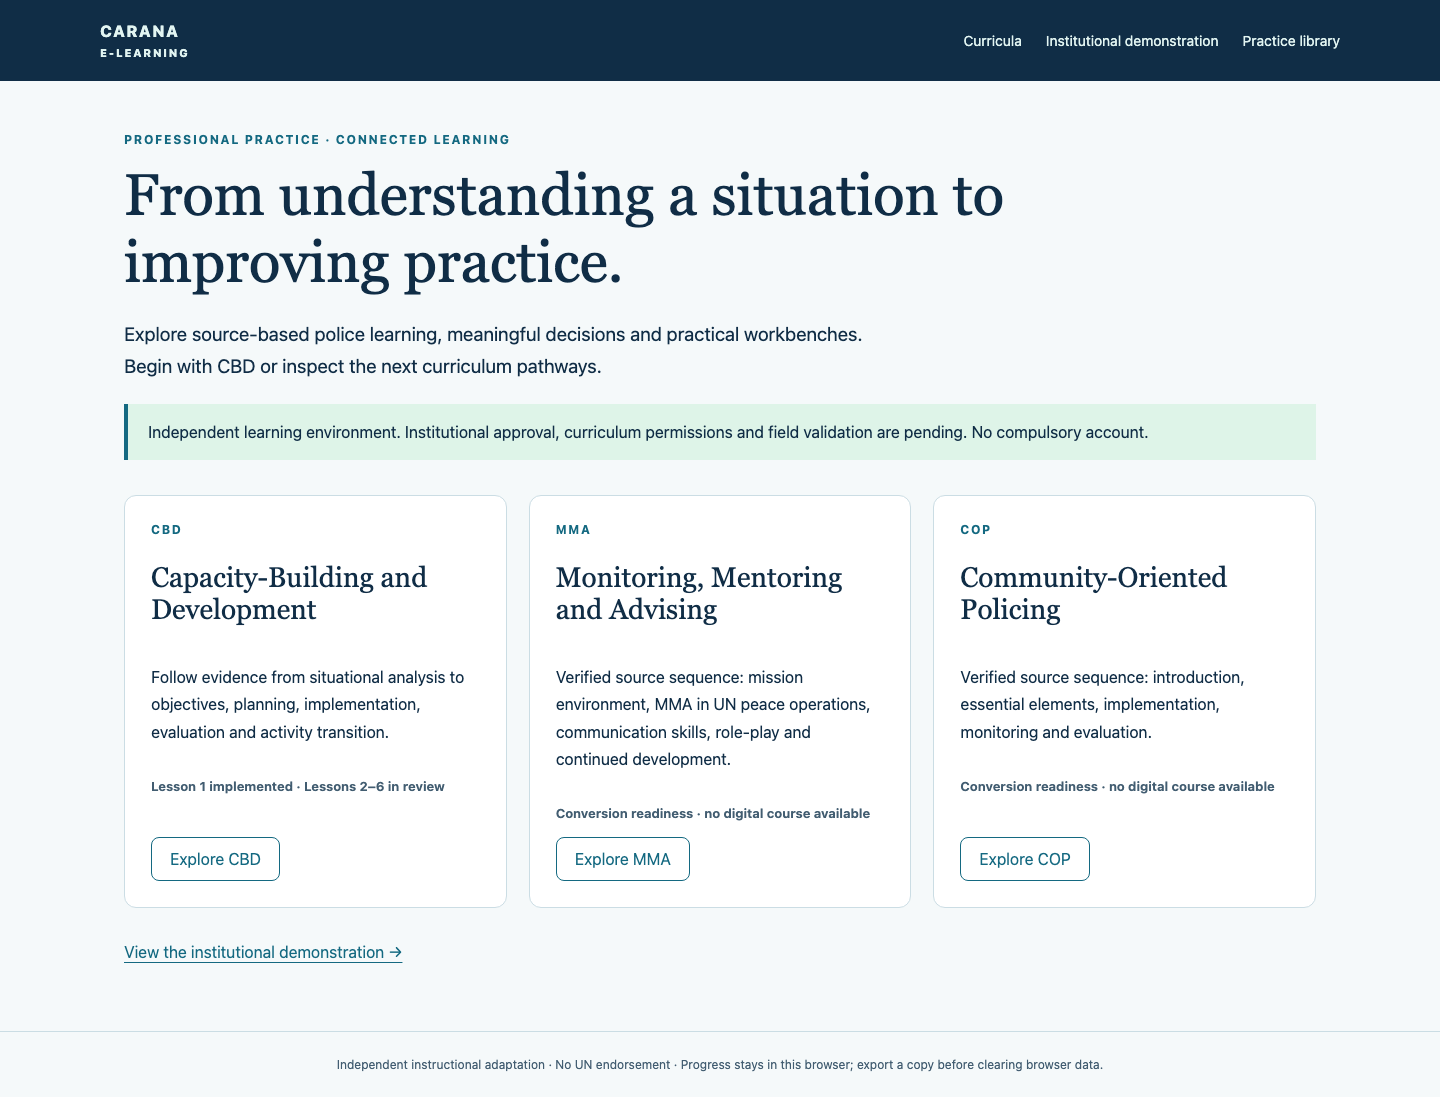 CARANA
E-LEARNING
Curricula
Institutional demonstration
Practice library
PROFESSIONAL PRACTICE · CONNECTED LEARNING
From understanding a situation to
improving practice.
Explore source-based police learning, meaningful decisions and practical workbenches.
Begin with CBD or inspect the next curriculum pathways.
Independent learning environment. Institutional approval, curriculum permissions and field validation are pending. No compulsory account.
CBD
Capacity-Building and
Development
Follow evidence from situational analysis to
objectives, planning, implementation,
evaluation and activity transition.
Lesson 1 implemented · Lessons 2–6 in review
Explore CBD
MMA
Monitoring, Mentoring
and Advising
Verified source sequence: mission
environment, MMA in UN peace operations,
communication skills, role-play and
continued development.
Conversion readiness · no digital course available
Explore MMA
COP
Community-Oriented
Policing
Verified source sequence: introduction,
essential elements, implementation,
monitoring and evaluation.
Conversion readiness · no digital course available
Explore COP
View the institutional demonstration →
Independent instructional adaptation · No UN endorsement · Progress stays in this browser; export a copy before clearing browser data.